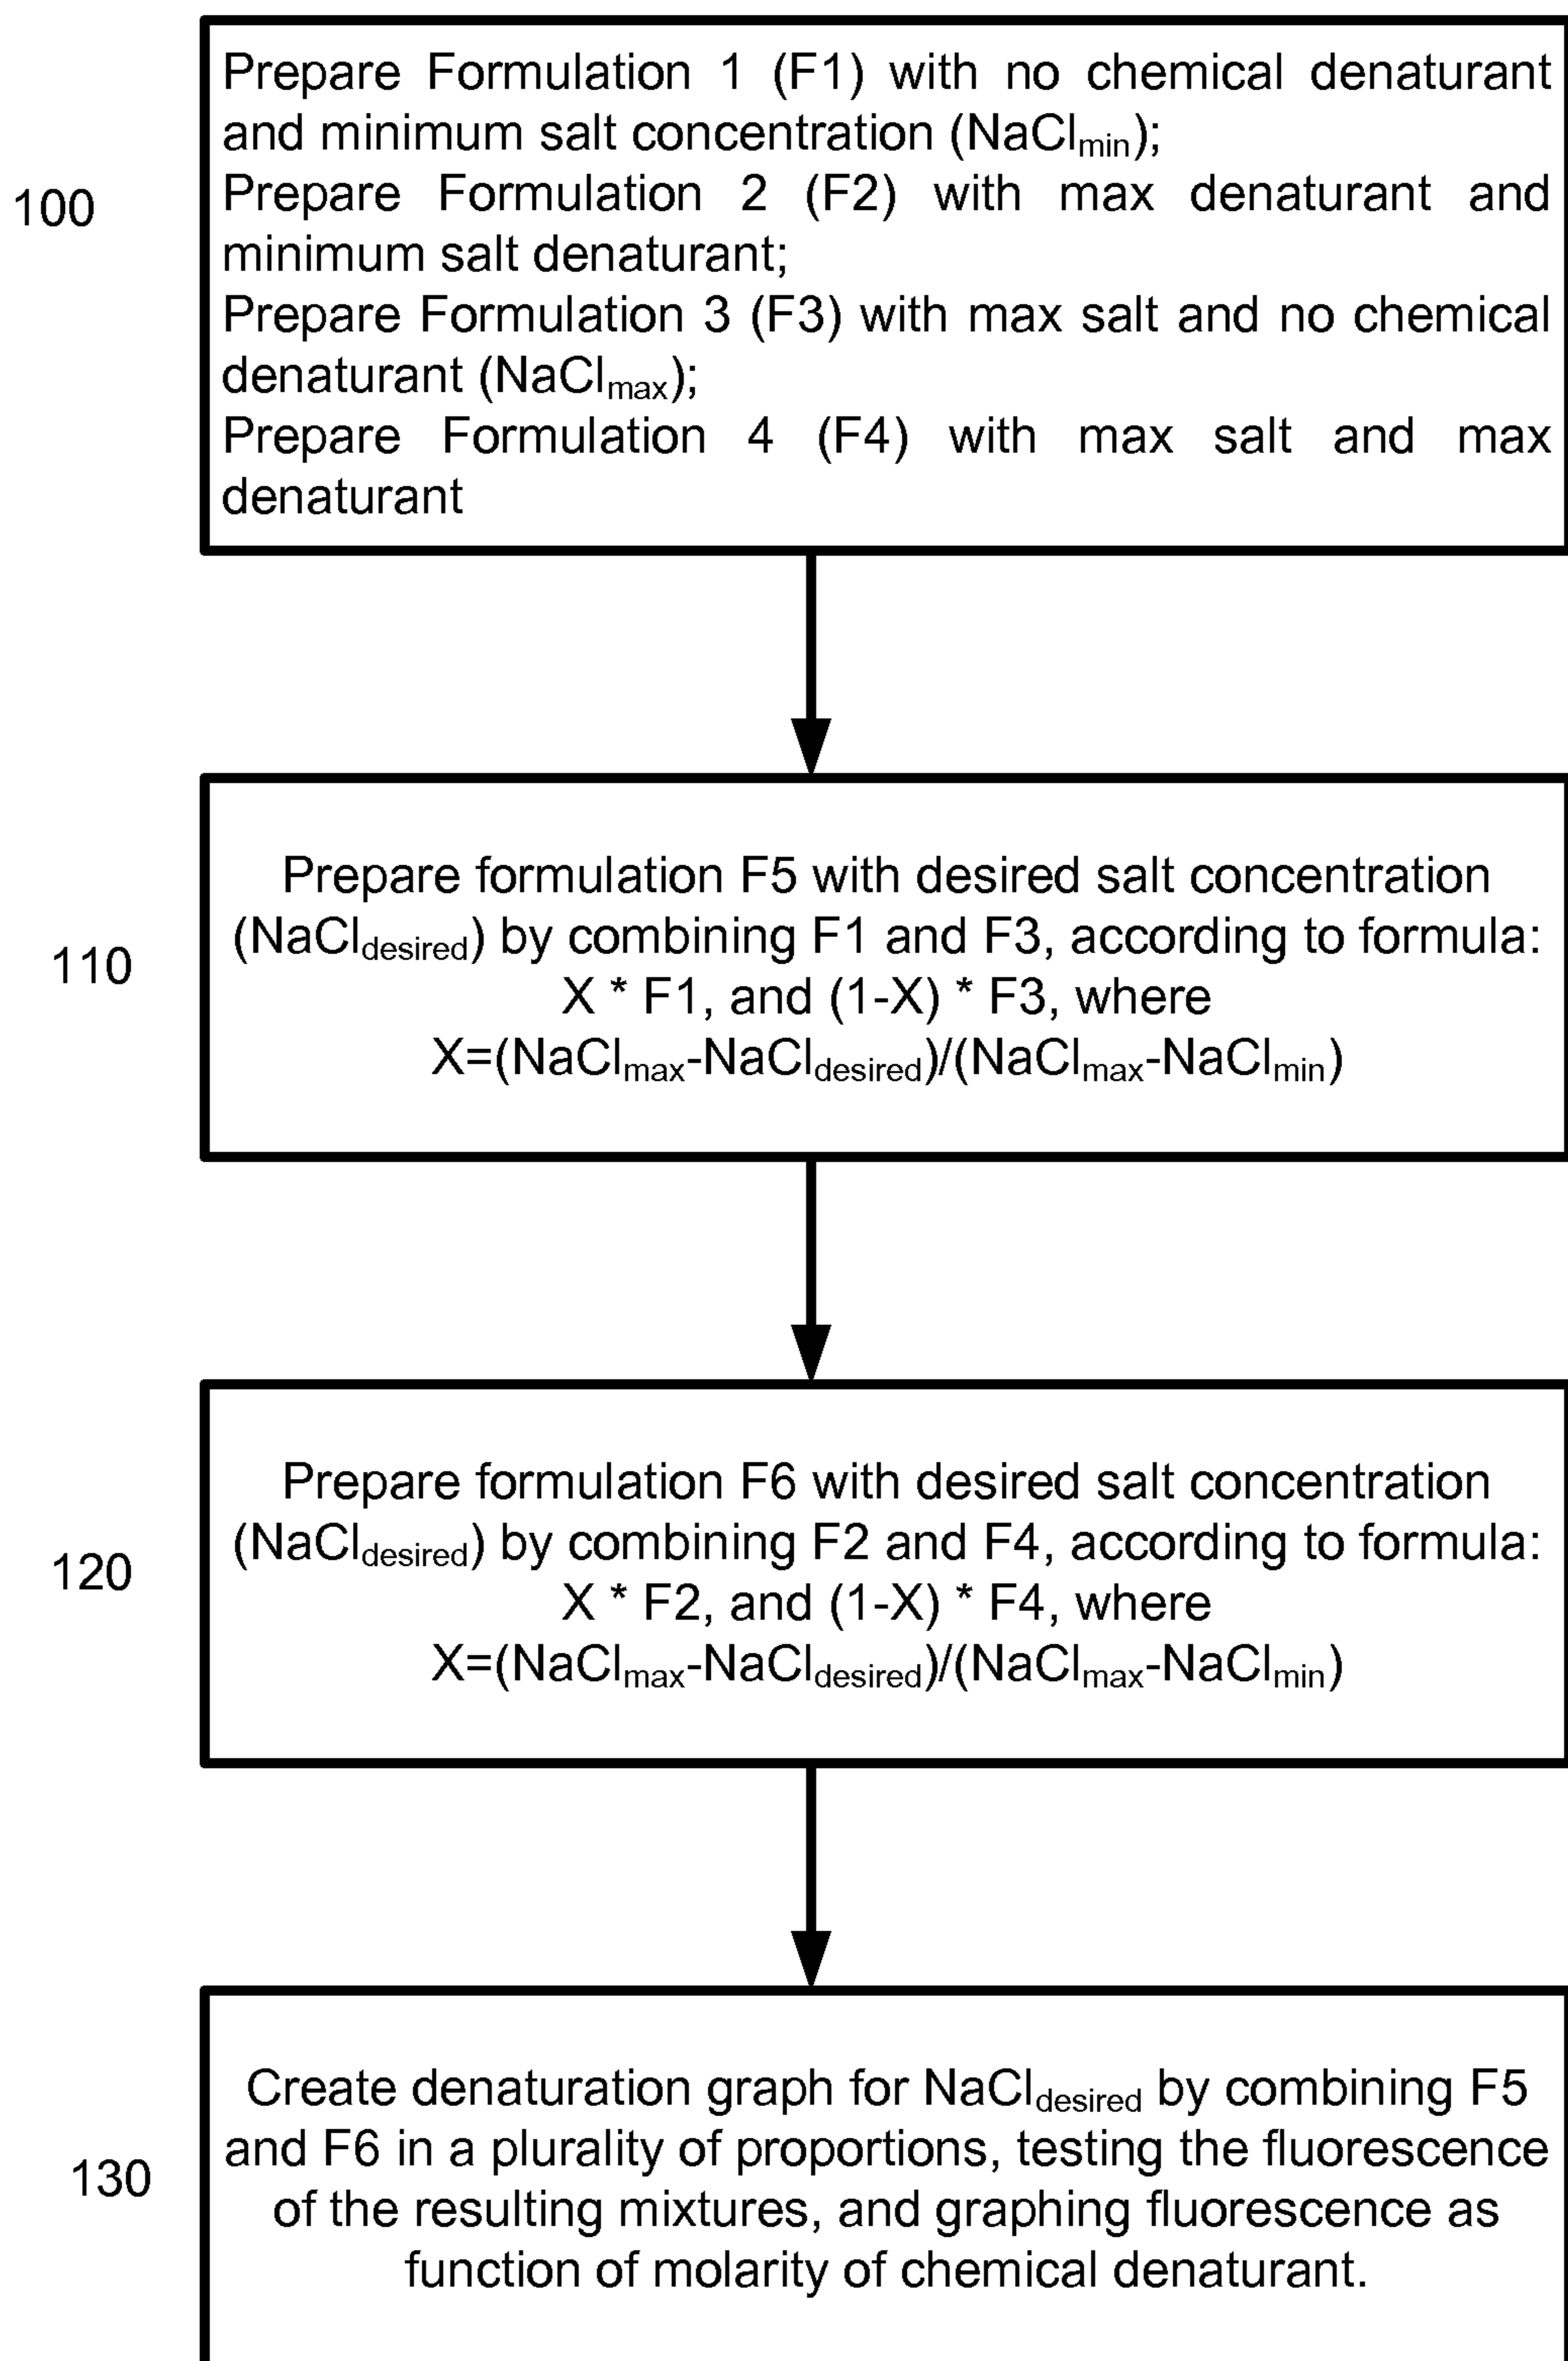 100
Prepare Formulation 1 (F1) with no chemical denaturant
and minimum salt concentration (NaClmin);
Prepare Formulation 2 (F2) with max denaturant and
minimum salt denaturant;
Prepare Formulation 3 (F3) with max salt and no chemical
denaturant (NaClmax);
Prepare Formulation 4 (F4) with max salt and max
denaturant
110
Prepare formulation F5 with desired salt concentration
(NaCldesired) by combining F1 and F3, according to formula:
X * F1, and (1-X) * F3, where
X=(NaClmax-NaCldesired)/(NaClmax-NaClmin)
120
Prepare formulation F6 with desired salt concentration
(NaCldesired) by combining F2 and F4, according to formula:
X * F2, and (1-X) * F4, where
X=(NaClmax-NaCldesired)/(NaClmax-NaClmin)
130
Create denaturation graph for NaCldesired by combining F5
and F6 in a plurality of proportions, testing the fluorescence
of the resulting mixtures, and graphing fluorescence as
function of molarity of chemical denaturant.